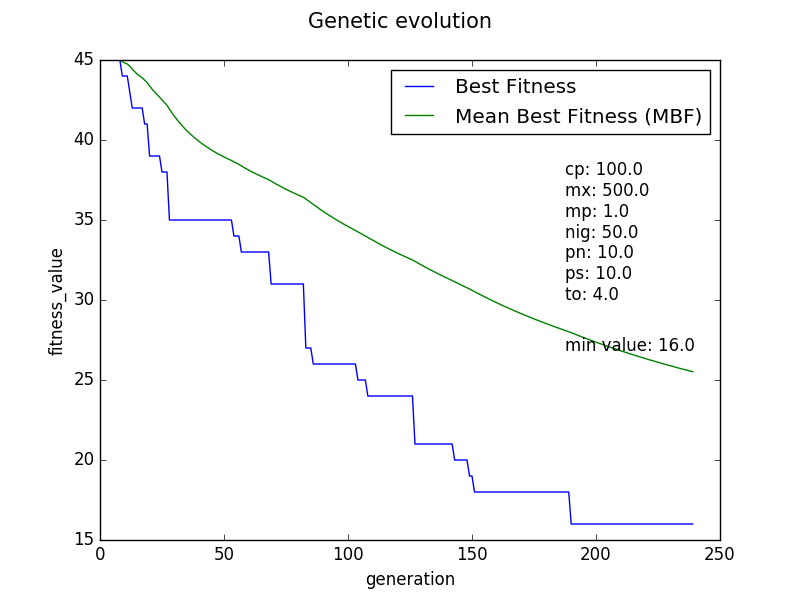 Genetic evolution
Best Fitness
Mean Best Fitness (MBF)
cp: 100.0
mx: 500.0
mp: 1.0
nig: 50.0
pn: 10.0
ps: 10.0
to: 4.0
min value: 16.0
fitness_value
45
40
35
30
25
20
15
0 50 100 150 200 250
generation